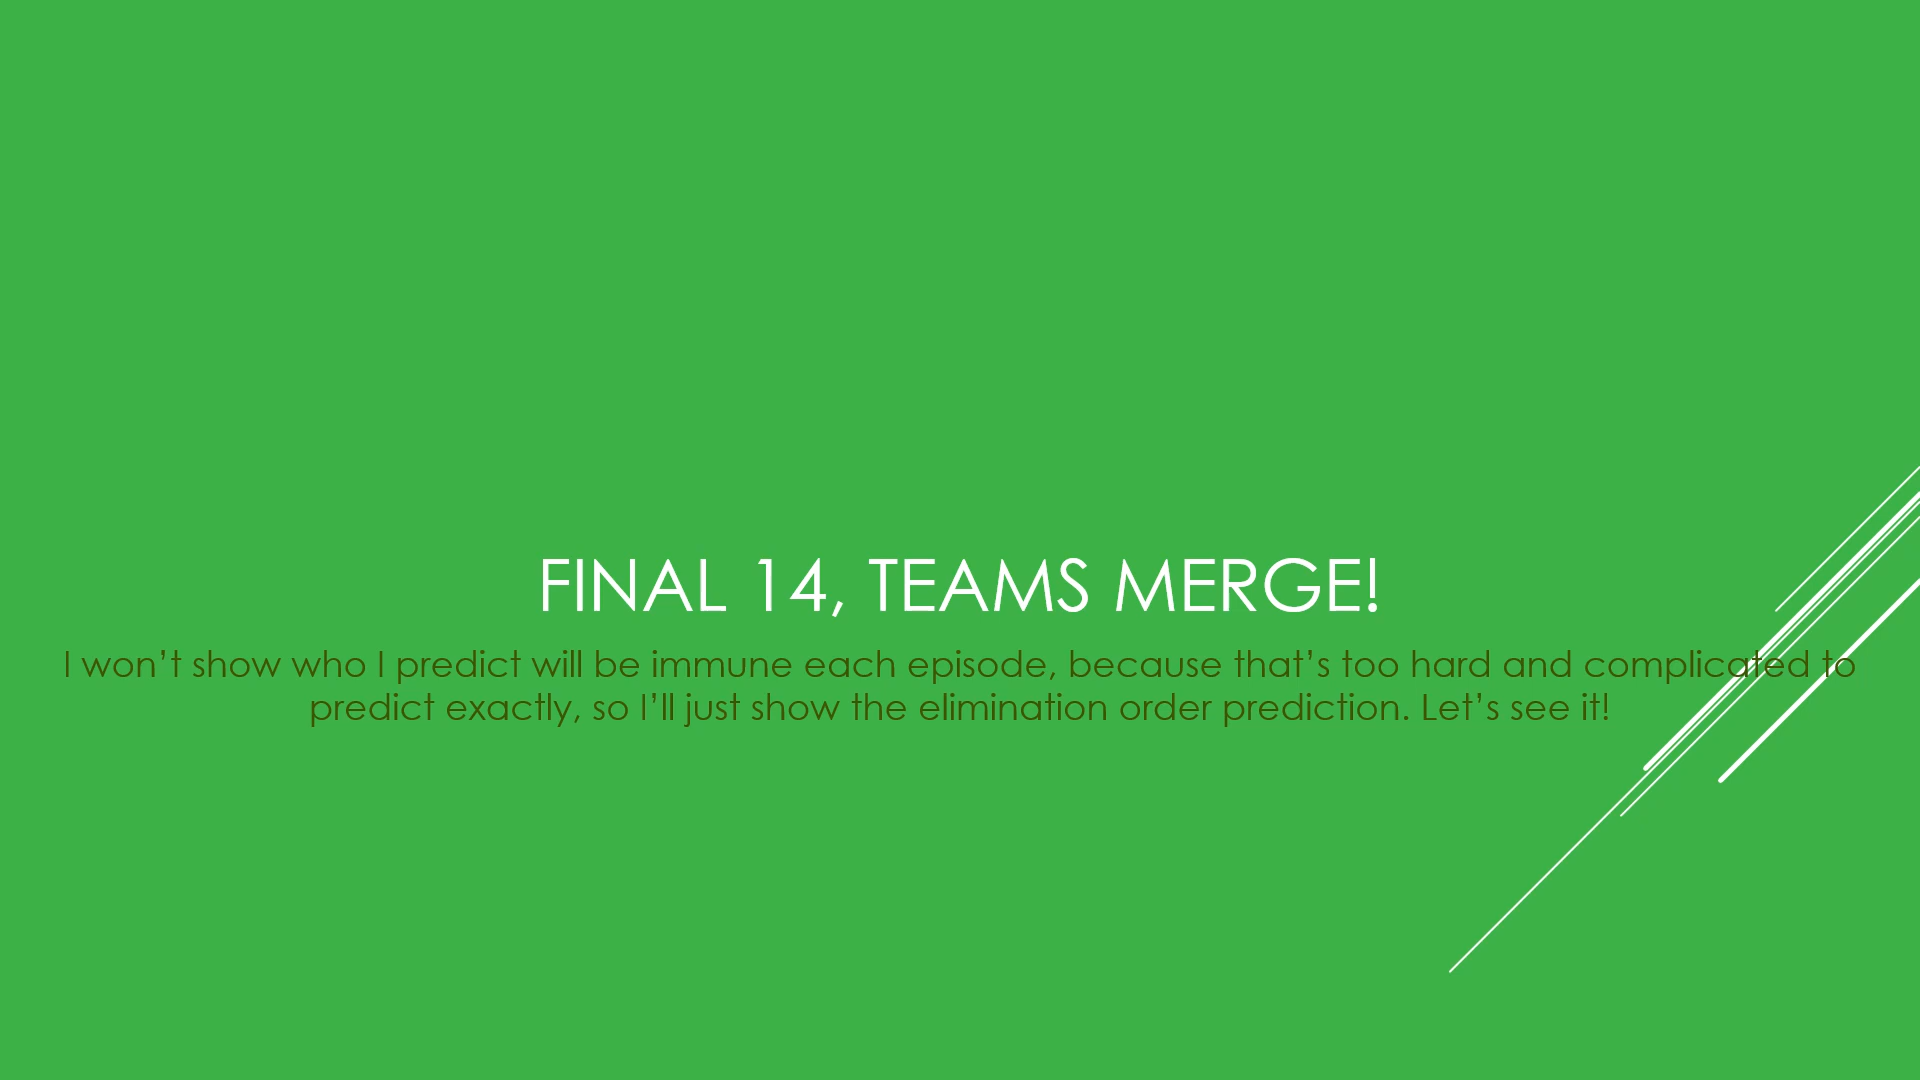 FINAL 14, TEAMS MERGE!
I won’t show who I predict will be immune each episode, because that’s too hard and complicated to
predict exactly, so I’ll just show the elimination order prediction. Let’s see it!